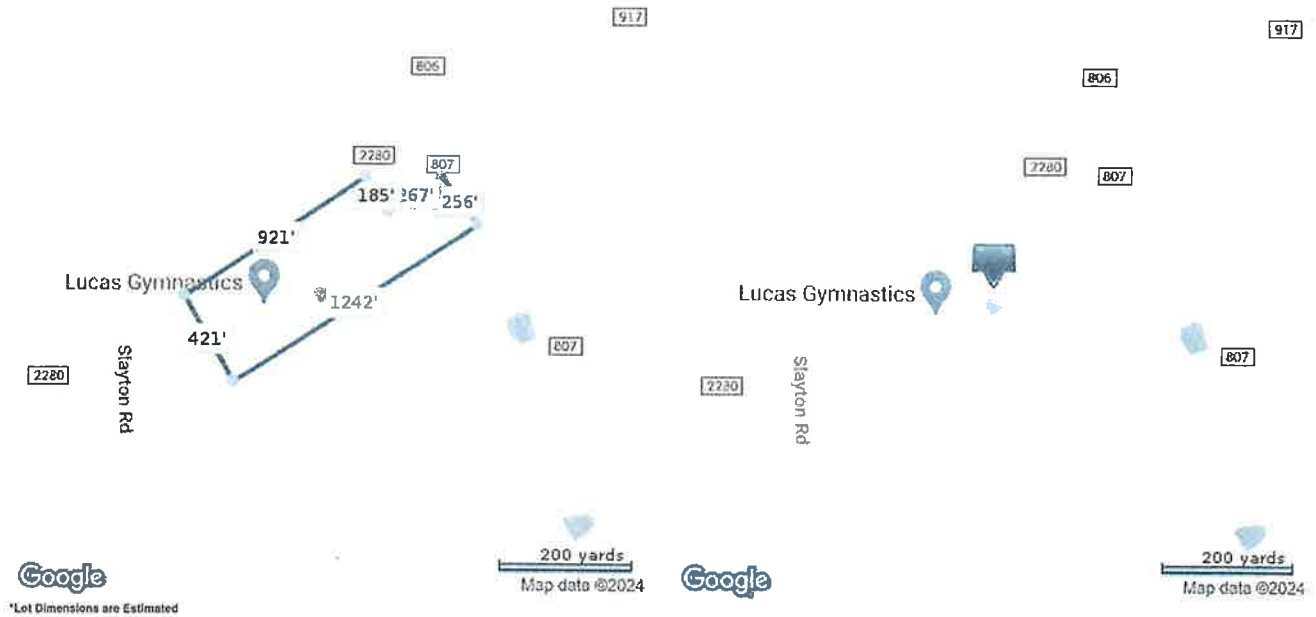 917
806
2280
807
185'
267'
256'
921'
Lucas Gymnastics
1242'
421'
807
2280
Slayton Rd
200 yards
Google
Map data ©2024
*Lot Dimensions are Estimated
917
806
2280
807
Lucas Gymnastics
807
2280
Slayton Rd
200 yards
Google
Map data ©2024